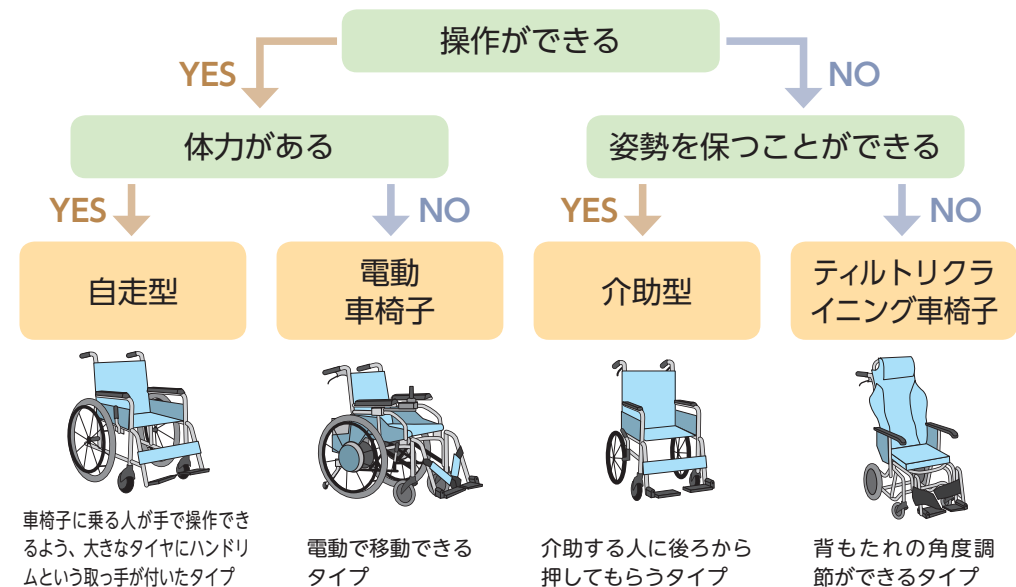 操作ができる
YES
NO
体力がある
姿勢を保つことができる
YES
NO
YES
NO
自走型
電動
車椅子
介助型
ティルトリクラ
イニング車椅子
車椅子に乗る人が手で操作でき
るよう、大きなタイヤにハンドリ
ムという取っ手が付いたタイプ
電動で移動できる
タイプ
介助する人に後ろから
押してもらうタイプ
背もたれの角度調
節ができるタイプ